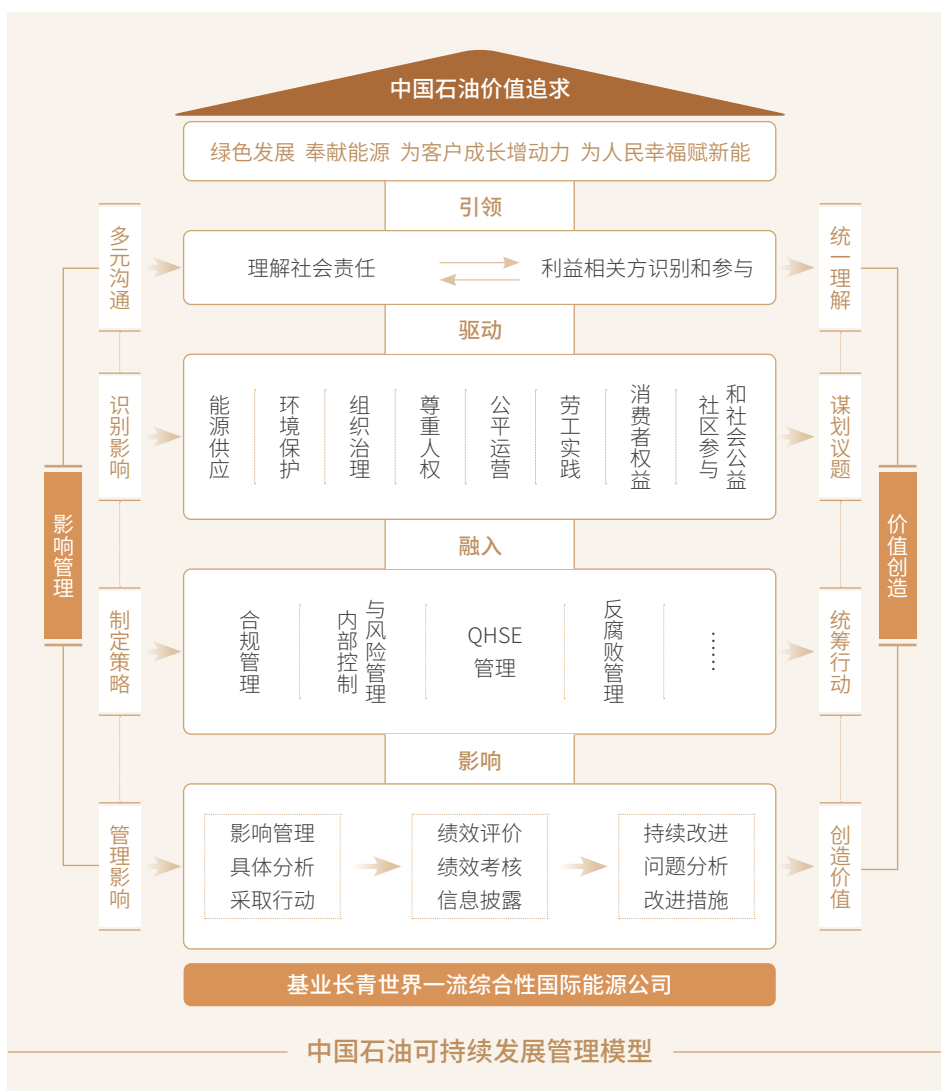 中国石油价值追求
绿色发展 奉献能源 为客户成长增动力 为人民幸福赋新能
引领
多元沟通
理解社会责任
利益相关方识别和参与
统一理解
驱动
识别影响
能源供应
环境保护
组织治理
尊重人权
公平运营
劳工实践
消费者权益
社区参与
和社会公益
谋划议题
影响管理
价值创造
融入
制定策略
合规管理
内部控制
与风险管理
QHSE
管理
反腐败管理
……
统筹行动
影响
管理影响
影响管理
具体分析
采取行动
绩效评价
绩效考核
信息披露
持续改进
问题分析
改进措施
创造价值
基业长青世界一流综合性国际能源公司
中国石油可持续发展管理模型